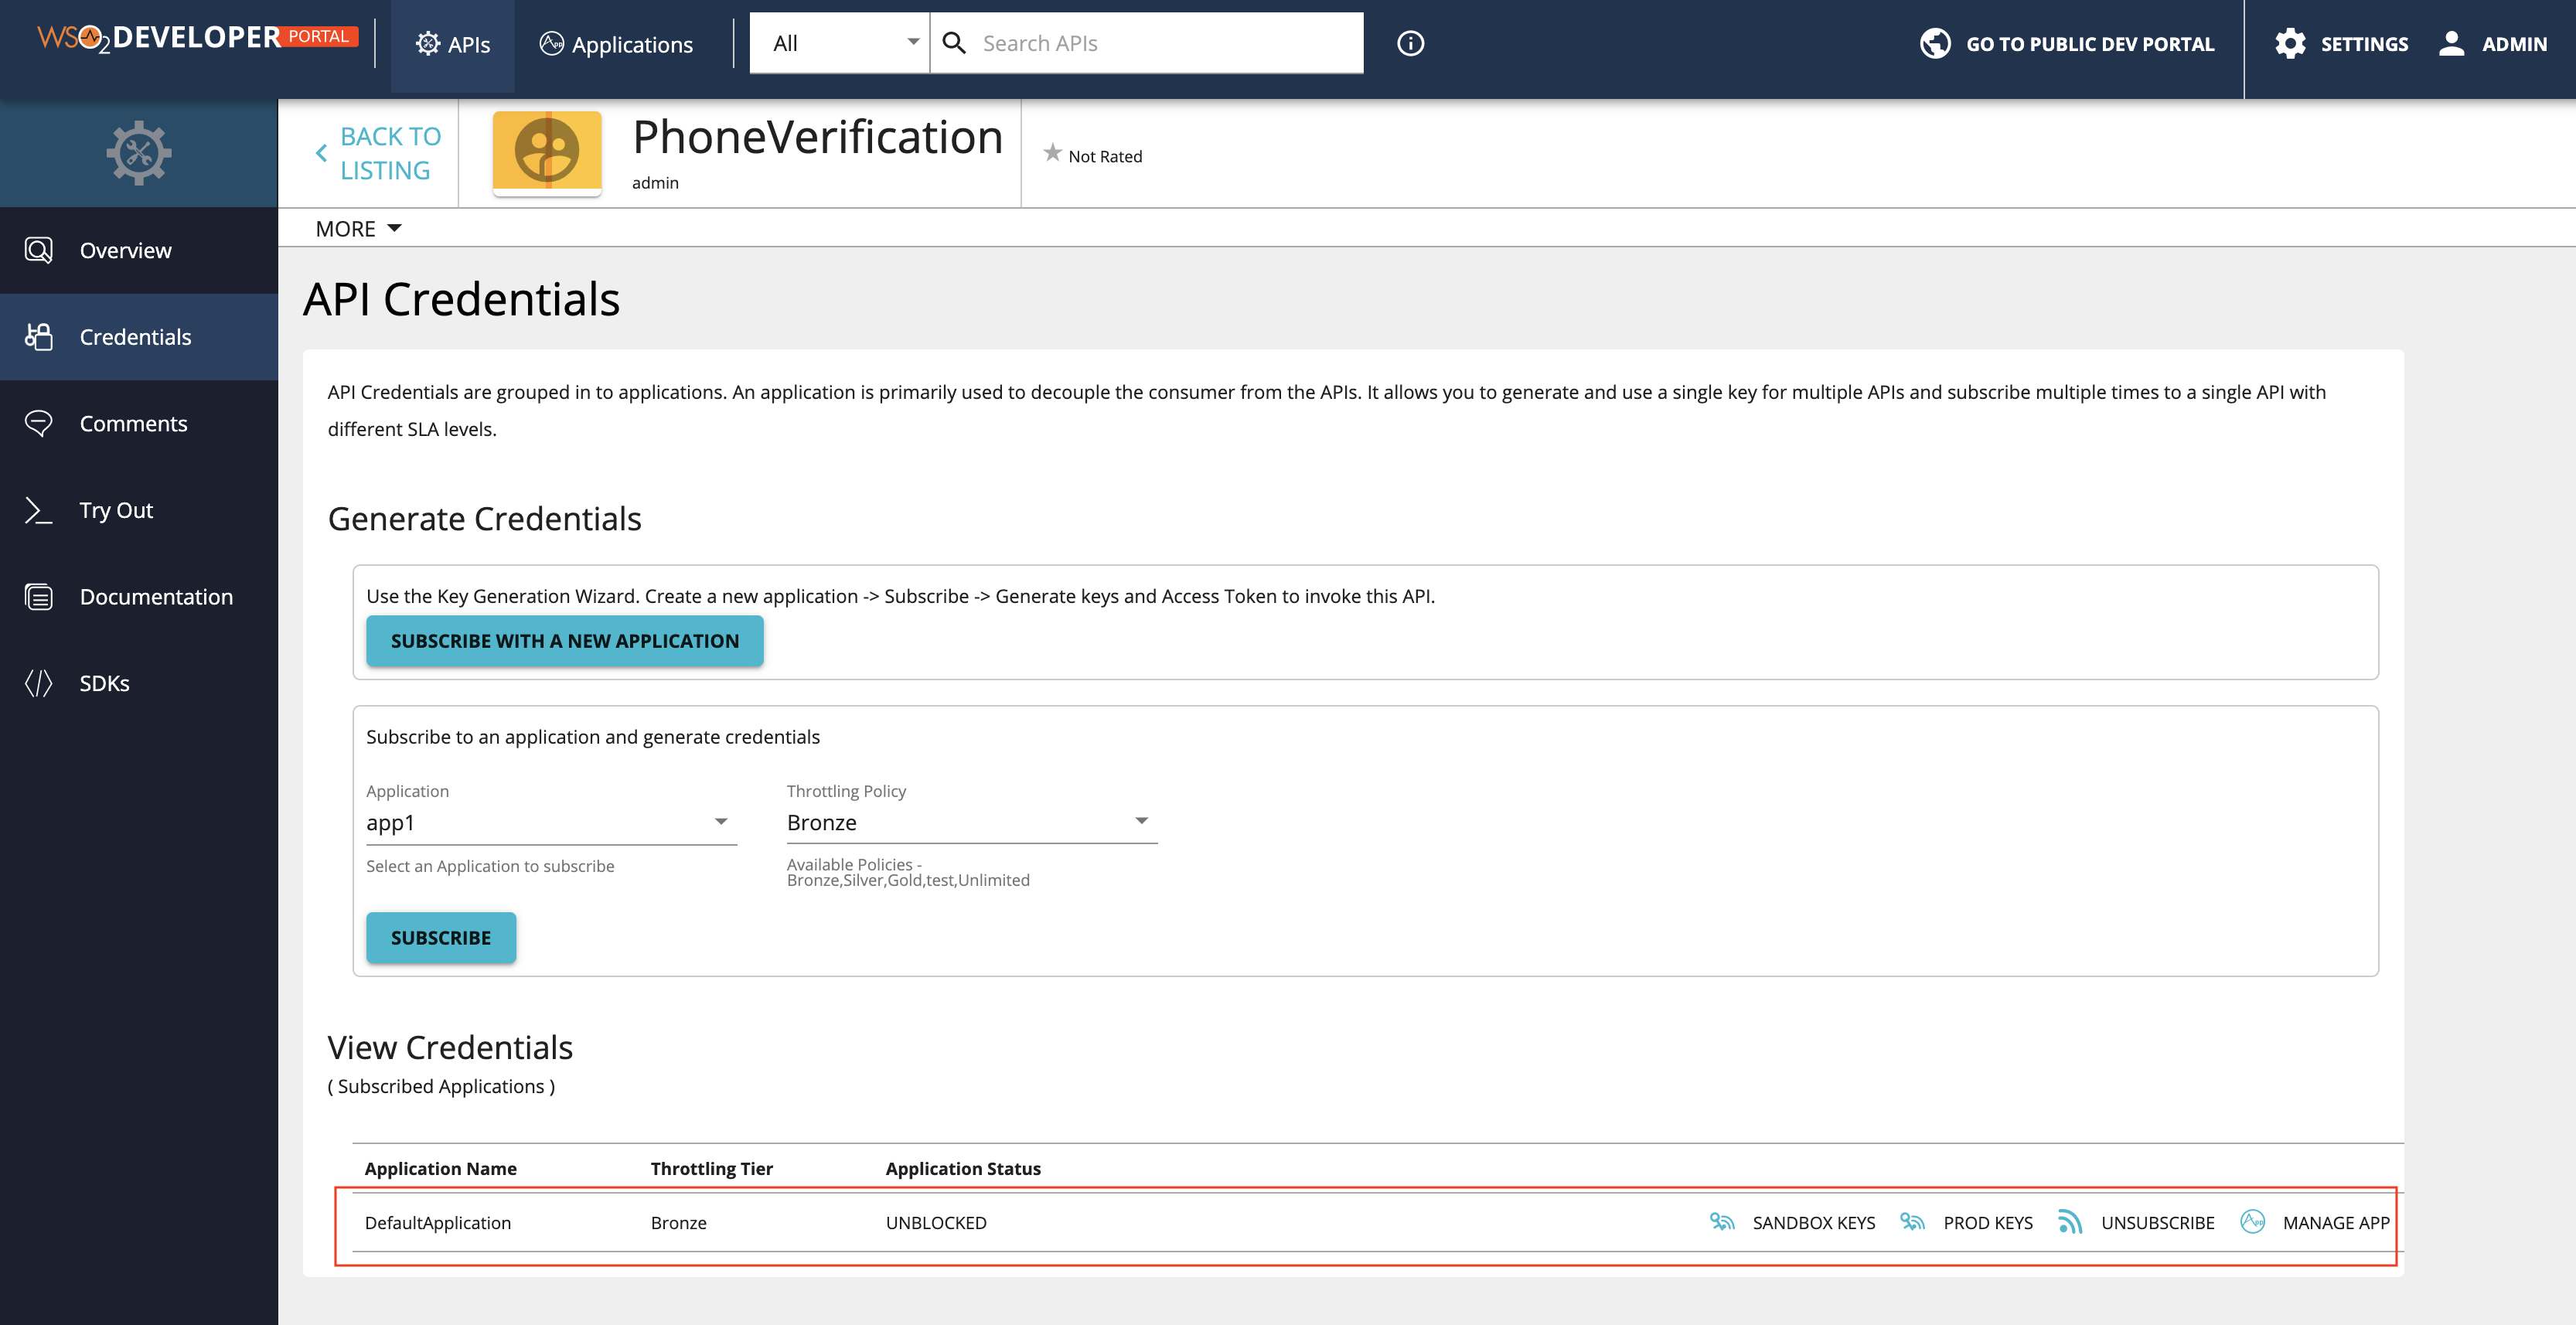 WSO2 DEVELOPER PORTAL
APIs
Applications
All
Search APIs
GO TO PUBLIC DEV PORTAL
SETTINGS
ADMIN
BACK TO
LISTING
PhoneVerification
admin
Not Rated
MORE
Overview
Credentials
Comments
Try Out
Documentation
SDKs
API Credentials
API Credentials are grouped in to applications. An application is primarily used to decouple the consumer from the APIs. It allows you to generate and use a single key for multiple APIs and subscribe multiple times to a single API with
different SLA levels.
Generate Credentials
Use the Key Generation Wizard. Create a new application -> Subscribe -> Generate keys and Access Token to invoke this API.
SUBSCRIBE WITH A NEW APPLICATION
Subscribe to an application and generate credentials
Application
app1
Select an Application to subscribe
Throttling Policy
Bronze
Available Policies -
Bronze,Silver,Gold,test,Unlimited
SUBSCRIBE
View Credentials
( Subscribed Applications )
Application Name Throttling Tier Application Status
DefaultApplication Bronze UNBLOCKED SANDBOX KEYS PROD KEYS UNSUBSCRIBE App MANAGE APP